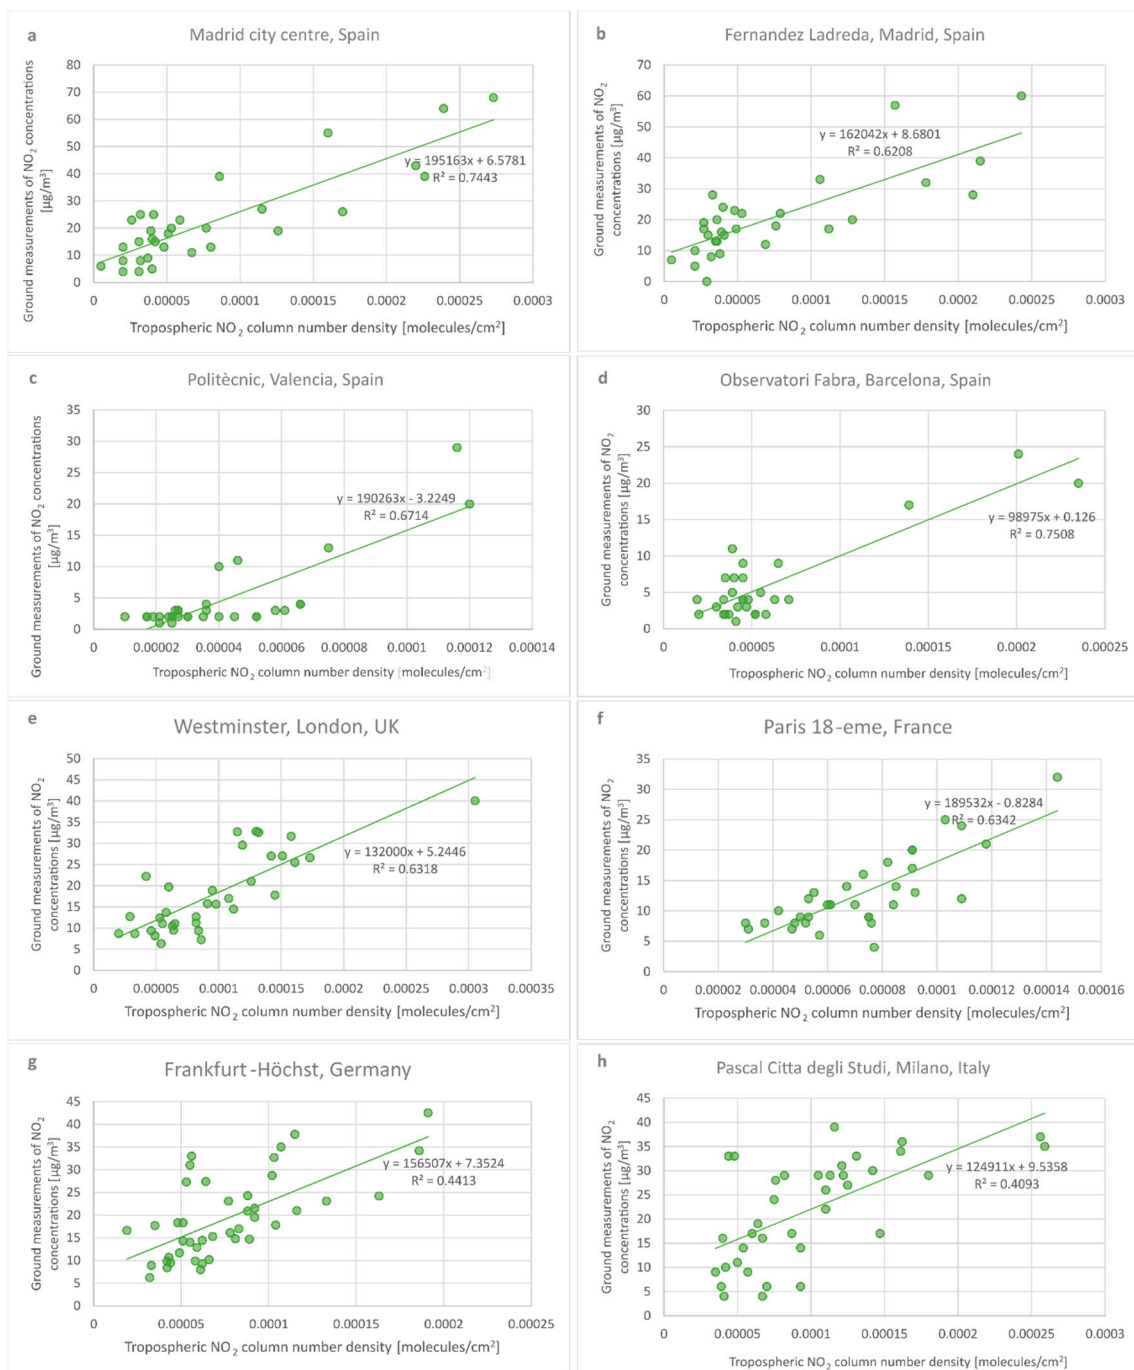 a
Madrid city centre, Spain
Ground measurements of NO2 concentrations
[µg/m3]
80
70
60
50
40
30
20
10
0
y = 195163x + 6.5781
R² = 0.7443
0 0.00005 0.0001 0.00015 0.0002 0.00025 0.0003
Tropospheric NO2 column number density [molecules/cm2]
b
Fernandez Ladreda, Madrid, Spain
Ground measurements of NO2
concentrations [µg/m3]
70
60
50
40
30
20
10
0
y = 162042x + 8.6801
R² = 0.6208
0 0.00005 0.0001 0.00015 0.0002 0.00025 0.0003
Tropospheric NO2 column number density [molecules/cm2]
c
Politècnic, Valencia, Spain
Ground measurements of NO2 concentrations
[µg/m3]
35
30
25
20
15
10
5
0
y = 190263x - 3.2249
R² = 0.6714
0 0.00002 0.00004 0.00006 0.00008 0.0001 0.00012 0.00014
Tropospheric NO2 column number density [molecules/cm2]
d
Observatori Fabra, Barcelona, Spain
Ground measurements of NO2
concentrations [µg/m3]
30
25
20
15
10
5
0
y = 98975x + 0.126
R² = 0.7508
0 0.00005 0.0001 0.00015 0.0002 0.00025
Tropospheric NO2 column number density [molecules/cm2]
e
Westminster, London, UK
Ground measurements of NO2
concentrations [µg/m3]
50
45
40
35
30
25
20
15
10
5
0
y = 132000x + 5.2446
R² = 0.6318
0 0.00005 0.0001 0.00015 0.0002 0.00025 0.0003 0.00035
Tropospheric NO2 column number density [molecules/cm2]
f
Paris 18-eme, France
Ground measurements of NO2
concentrations [µg/m3]
35
30
25
20
15
10
5
0
y = 189532x - 0.8284
R² = 0.6342
0 0.00002 0.00004 0.00006 0.00008 0.0001 0.00012 0.00014 0.00016
Tropospheric NO2 column number density [molecules/cm2]
g
Frankfurt-Höchst, Germany
Ground measurements of NO2
concentrations [µg/m3]
45
40
35
30
25
20
15
10
5
0
y = 156507x + 7.3524
R² = 0.4413
0 0.00005 0.0001 0.00015 0.0002 0.00025
Tropospheric NO2 column number density [molecules/cm2]
h
Pascal Citta degli Studi, Milano, Italy
Ground measurements of NO2
concentrations [µg/m3]
45
40
35
30
25
20
15
10
5
0
y = 124911x + 9.5358
R² = 0.4093
0 0.00005 0.0001 0.00015 0.0002 0.00025 0.0003
Tropospheric NO2 column number density [molecules/cm2]